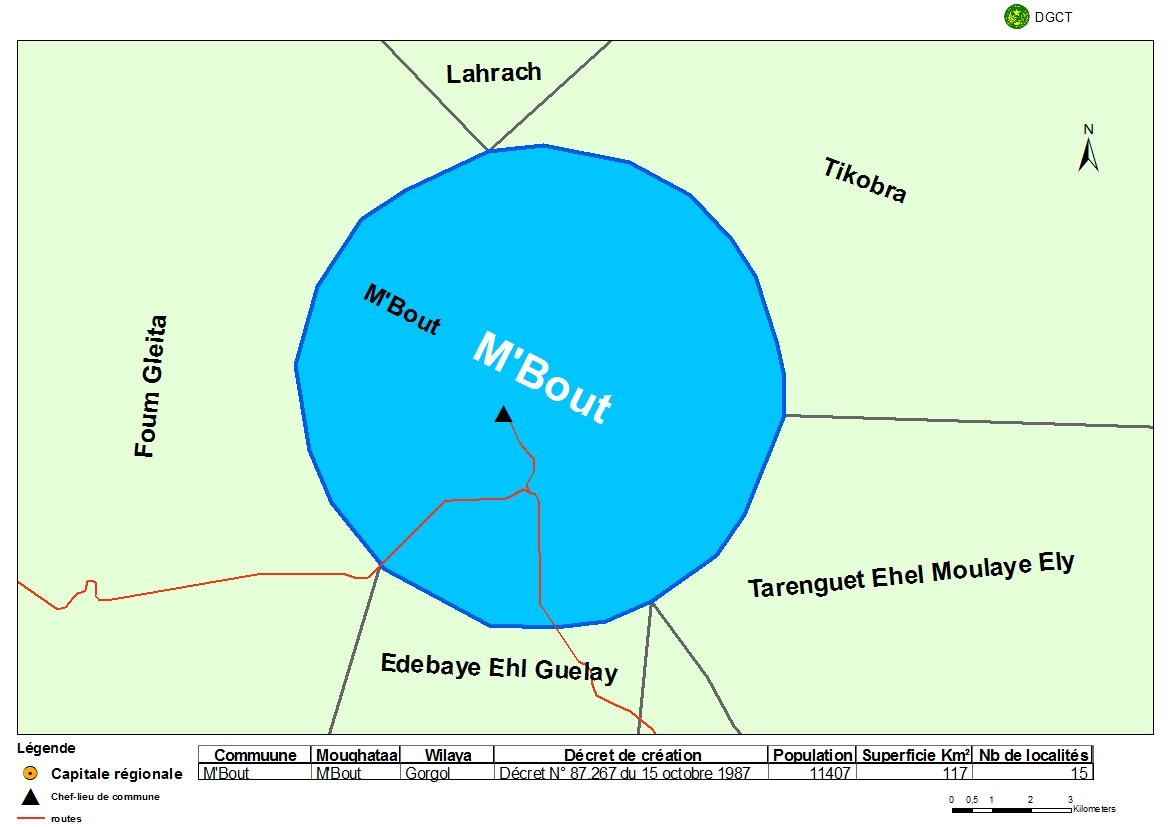 DGCT
Lahrach
N
Tikobra
M'Bout
M'Bout
Foum Gleita
Tarenguet Ehel Moulaye Ely
Edebaye Ehl Guelay
Légende
Capitale régionale
Chef-lieu de commune
routes
Commuune Moughataa Wilaya Décret de création Population Superficie Km² Nb de localités
M'Bout M'Bout Gorgol Décret N° 87.267 du 15 octobre 1987 11407 117 15
0 0,5 1 2 3
Kilometers